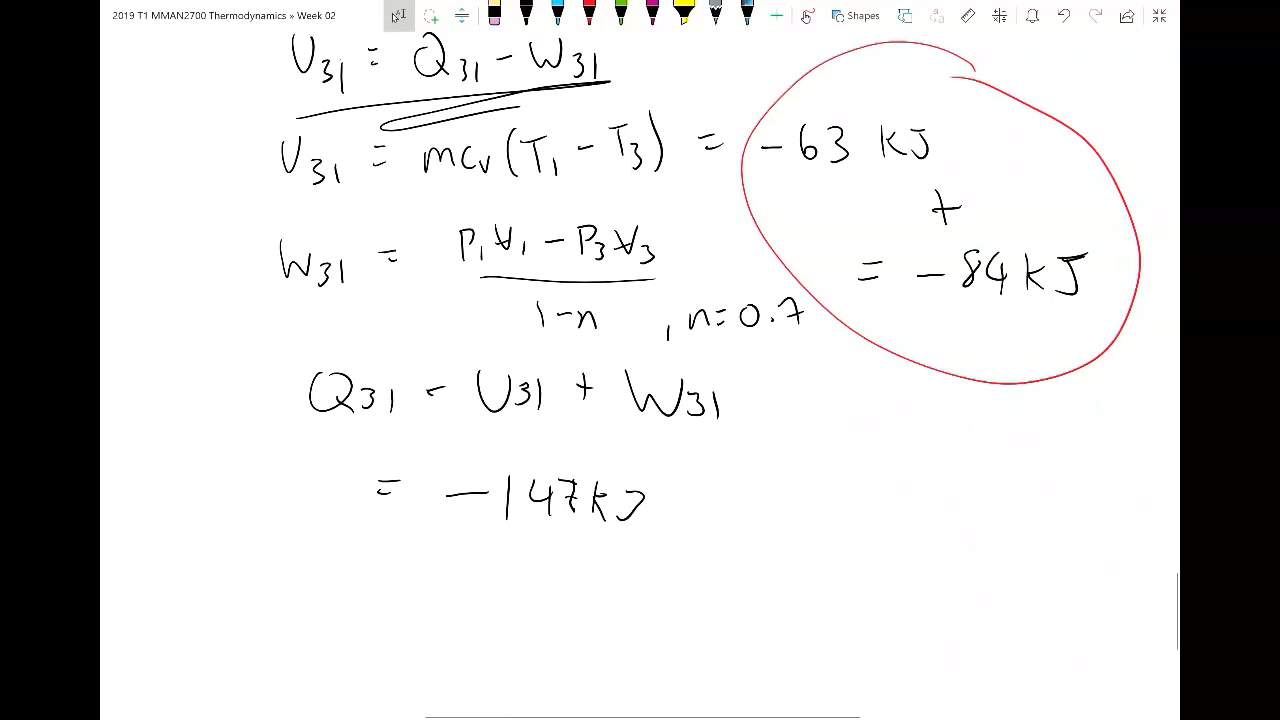 2019 T1 MMAN2700 Thermodynamics » Week 02
Shapes
U31 = Q31 - W31
U31 = mcv(T1 - T3) = -63 KJ
+
W31 = P1V1 - P3V3 = -84 kJ
1-n , n=0.7
Q31 - U31 + W31
= -147kJ